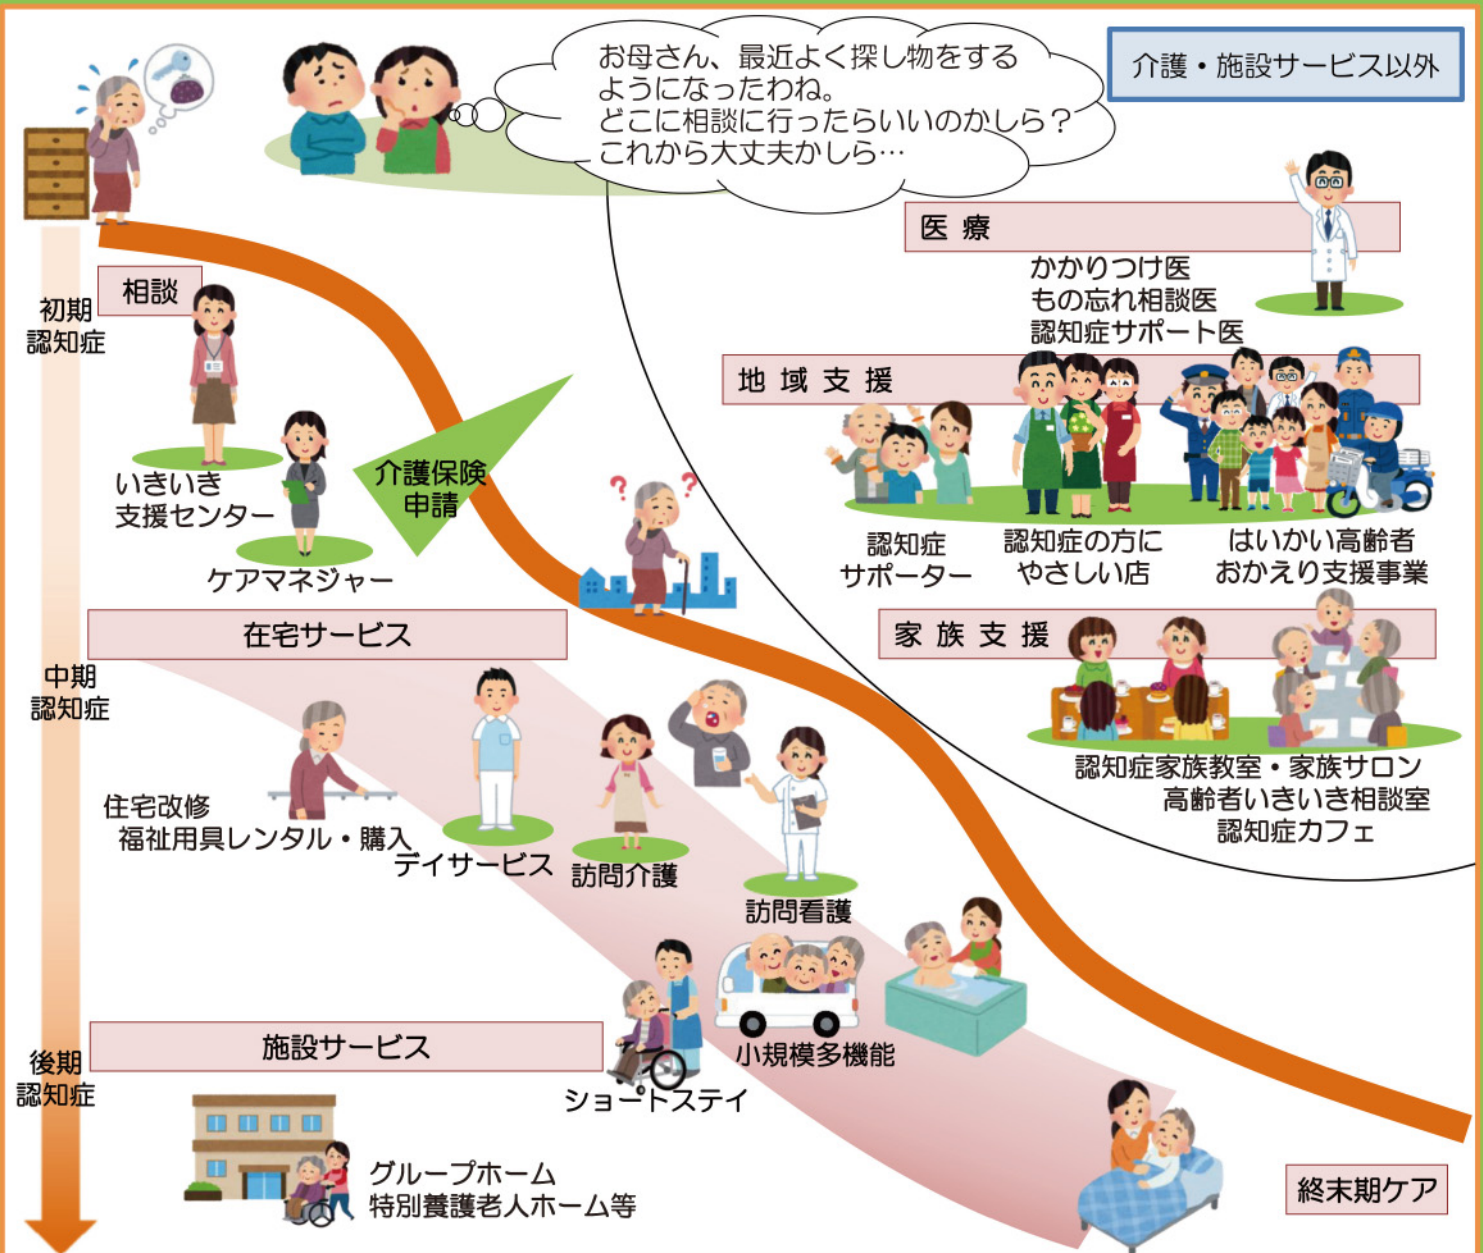 お母さん、最近よく探し物をする
ようになったわね。
どこに相談に行ったらいいのかしら？
これから大丈夫かしら…
介護・施設サービス以外
医療
かかりつけ医
もの忘れ相談医
認知症サポート医
地域支援
認知症
サポーター
認知症の方に
やさしい店
はいかい高齢者
おかえり支援事業
家族支援
認知症家族教室・家族サロン
高齢者いきいき相談室
認知症カフェ
初期
認知症
相談
いきいき
支援センター
ケアマネジャー
介護保険
申請
中期
認知症
在宅サービス
住宅改修
福祉用具レンタル・購入
デイサービス
訪問介護
訪問看護
小規模多機能
ショートステイ
後期
認知症
施設サービス
グループホーム
特別養護老人ホーム等
終末期ケア